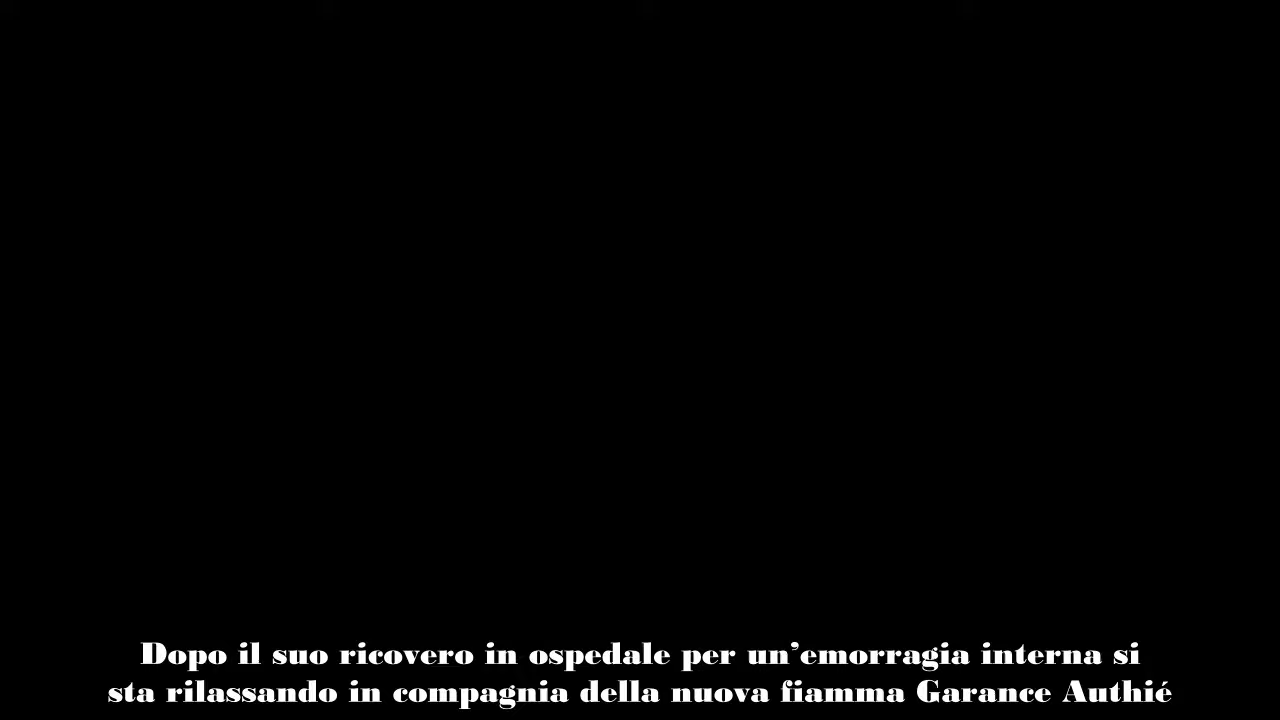 Dopo il suo ricovero in ospedale per un’emorragia interna si
sta rilassando in compagnia della nuova fiamma Garance Authié